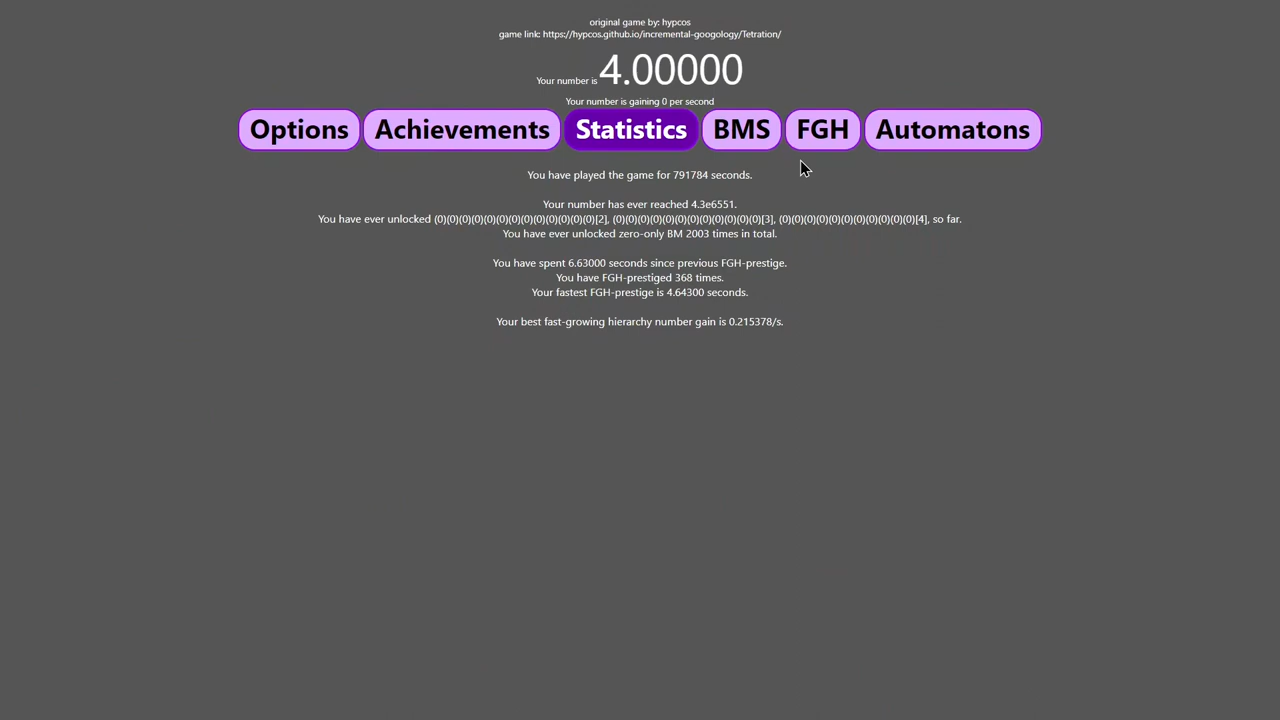 original game by: hypcos
game link: https://hypcos.github.io/incremental-googology/Tetration/
Your number is 4.00000
Your number is gaining 0 per second
Options Achievements Statistics BMS FGH Automatons
You have played the game for 791784 seconds.
Your number has ever reached 4.3e6551.
You have ever unlocked (0)(0)(0)(0)(0)(0)(0)(0)(0)(0)(0)(0)(0)[2], (0)(0)(0)(0)(0)(0)(0)(0)(0)(0)(0)(0)[3], (0)(0)(0)(0)(0)(0)(0)(0)(0)(0)(0)[4], so far.
You have ever unlocked zero-only BM 2003 times in total.
You have spent 6.63000 seconds since previous FGH-prestige.
You have FGH-prestiged 368 times.
Your fastest FGH-prestige is 4.64300 seconds.
Your best fast-growing hierarchy number gain is 0.215378/s.